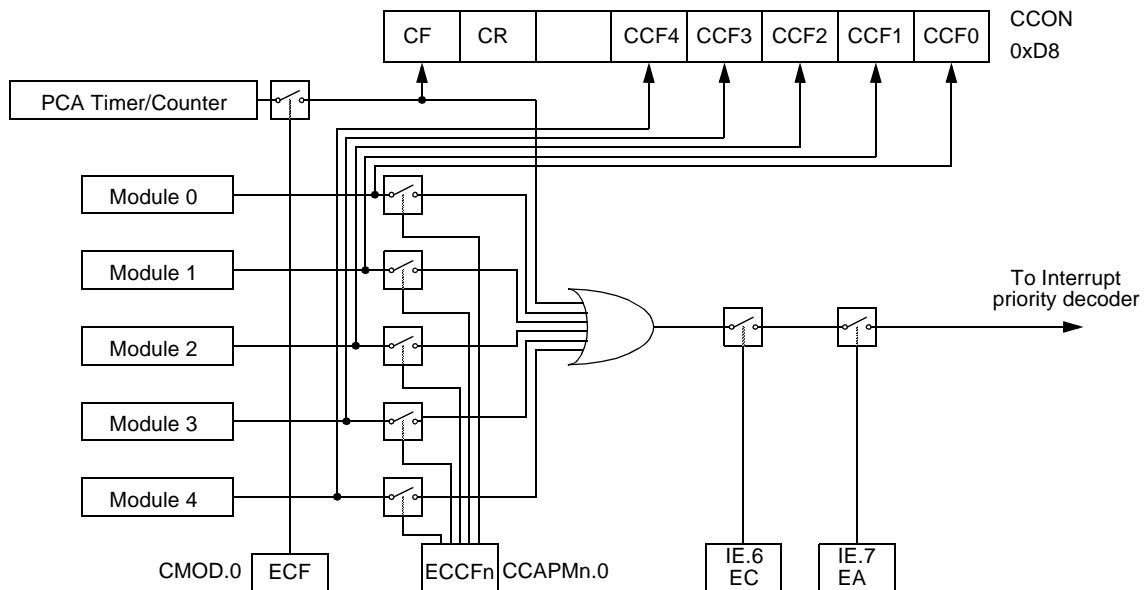 CF CR CCF4 CCF3 CCF2 CCF1 CCF0
CCON
0xD8
PCA Timer/Counter
Module 0
Module 1
Module 2
Module 3
Module 4
To Interrupt
priority decoder
CMOD.0 ECF
ECCFn CCAPMn.0
IE.6
EC
IE.7
EA